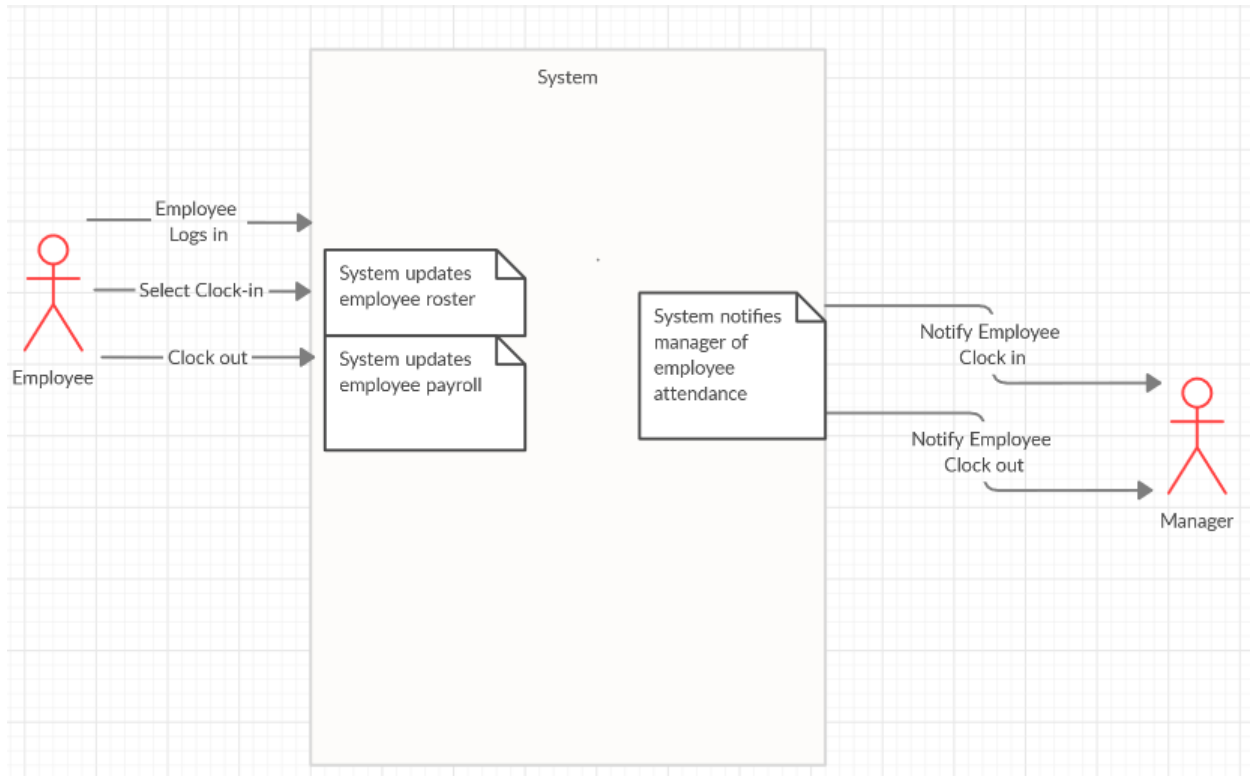 System
Employee
Logs in
Select Clock-in
Clock out
Employee
System updates
employee roster
System updates
employee payroll
System notifies
manager of
employee
attendance
Notify Employee
Clock in
Notify Employee
Clock out
Manager